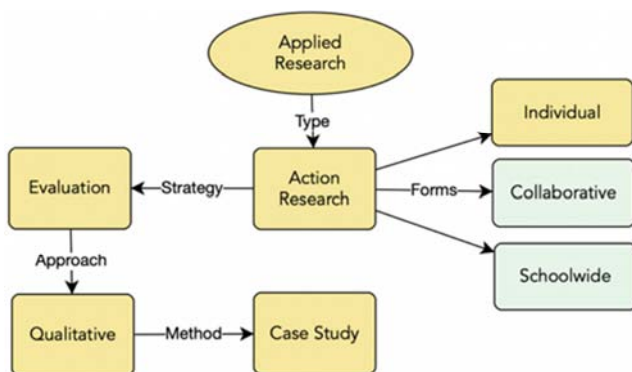 Applied
Research
Type
Individual
Evaluation
Strategy
Action
Research
Forms
Collaborative
Approach
Schoolwide
Qualitative
Method
Case Study